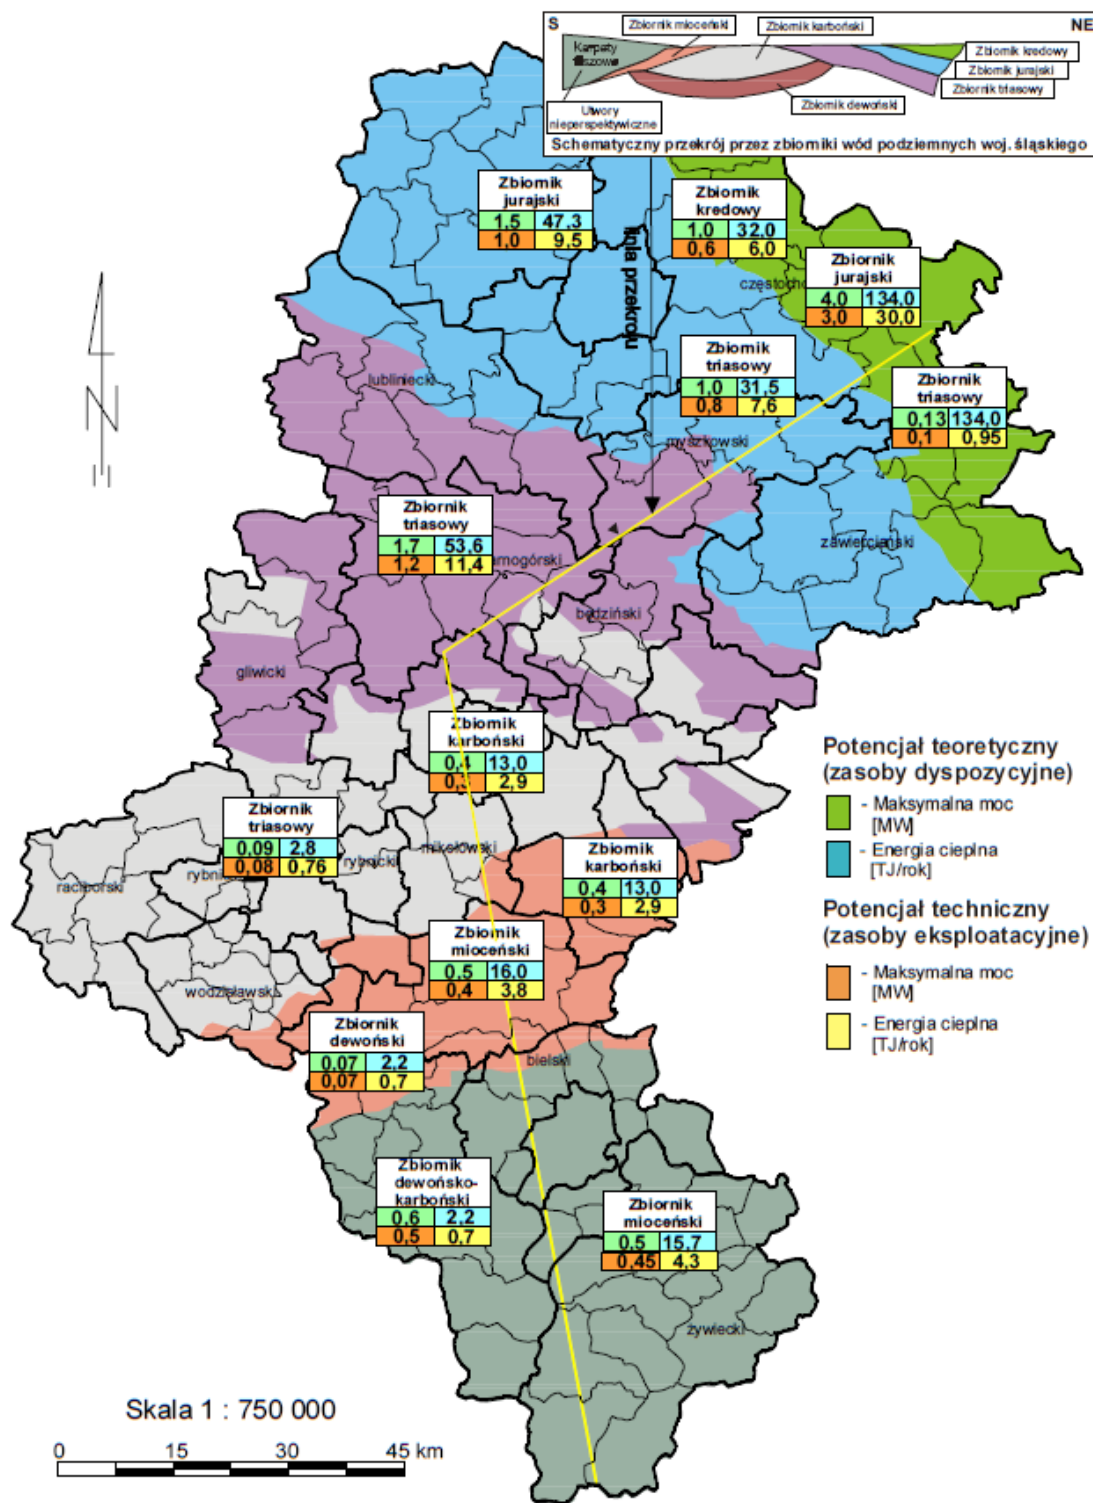 S
NE
Zbiornik mioceński
Zbiornik karboński
Karpaty
Zbiornik kredowy
Zbiornik jurajski
Zbiornik triasowy
Zbiornik dewoński
Utwory
nieperspektywiczne
Schematyczny przekrój przez zbiorniki wód podziemnych woj. śląskiego
Zbiornik
jurajski
1.5 47,3
1.0 9,5
Zbiornik
kredowy
1,0 32,0
0,6 6,0
linia przekroju
Zbiornik
jurajski
4,0 134,0
3,0 30,0
częstocho
Zbiornik
triasowy
1,0 31,5
0,8 7,6
Zbiornik
triasowy
0,13 134,0
0,1 0,95
lubliniecki
myszkowski
Zbiornik
triasowy
1,7 53,6
1,2 11,4
amogórski
zawierciański
będziński
gliwicki
Zbiornik
karboński
0,4 13,0
0,3 2,9
Zbiornik
triasowy
0,09 2,8
0,08 0,76
mikołowski
rybnicki
rybni
raciborski
Zbiornik
karboński
0,4 13,0
0,3 2,9
Zbiornik
mioceński
0,5 16,0
0,4 3,8
wodzisławski
Zbiornik
dewoński
0,07 2,2
0,07 0,7
bielski
Zbiornik
dewońsko-
karboński
0,6 2,2
0,5 0,7
Zbiornik
mioceński
0,5 15,7
0,45 4,3
żywiecki
Potencjał teoretyczny
(zasoby dyspozycyjne)
- Maksymalna moc
[MW]
- Energia cieplna
[TJ/rok]
Potencjał techniczny
(zasoby eksploatacyjne)
- Maksymalna moc
[MW]
- Energia cieplna
[TJ/rok]
N
Skala 1 : 750 000
0 15 30 45 km